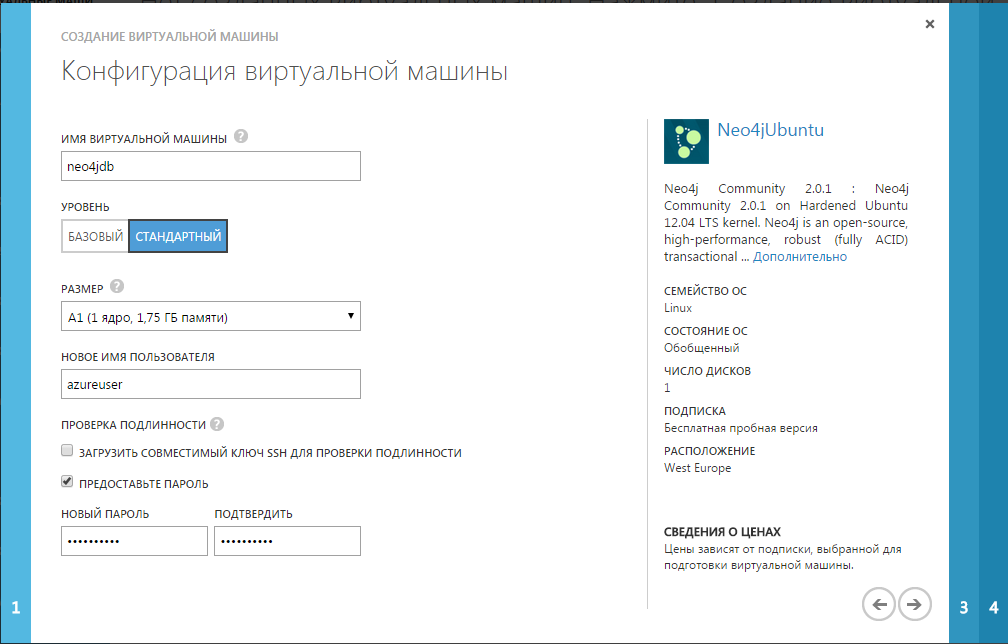 СОЗДАНИЕ ВИРТУАЛЬНОЙ МАШИНЫ
Конфигурация виртуальной машины
ИМЯ ВИРТУАЛЬНОЙ МАШИНЫ ?
neo4jdb
УРОВЕНЬ
БАЗОВЫЙ СТАНДАРТНЫЙ
РАЗМЕР ?
A1 (1 ядро, 1,75 ГБ памяти)
НОВОЕ ИМЯ ПОЛЬЗОВАТЕЛЯ
azureuser
ПРОВЕРКА ПОДЛИННОСТИ ?
ЗАГРУЗИТЬ СОВМЕСТИМЫЙ КЛЮЧ SSH ДЛЯ ПРОВЕРКИ ПОДЛИННОСТИ
ПРЕДОСТАВЬТЕ ПАРОЛЬ
НОВЫЙ ПАРОЛЬ ПОДТВЕРДИТЬ
•••••••••• ••••••••••
Neo4jUbuntu
Neo4j Community 2.0.1 : Neo4j
Community 2.0.1 on Hardened Ubuntu
12.04 LTS kernel. Neo4j is an open-source,
high-performance, robust (fully ACID)
transactional ... Дополнительно
СЕМЕЙСТВО ОС
Linux
СОСТОЯНИЕ ОС
Обобщенный
ЧИСЛО ДИСКОВ
1
ПОДПИСКА
Бесплатная пробная версия
РАСПОЛОЖЕНИЕ
West Europe
СВЕДЕНИЯ О ЦЕНАХ
Цены зависят от подписки, выбранной для
подготовки виртуальной машины.
1
3 4